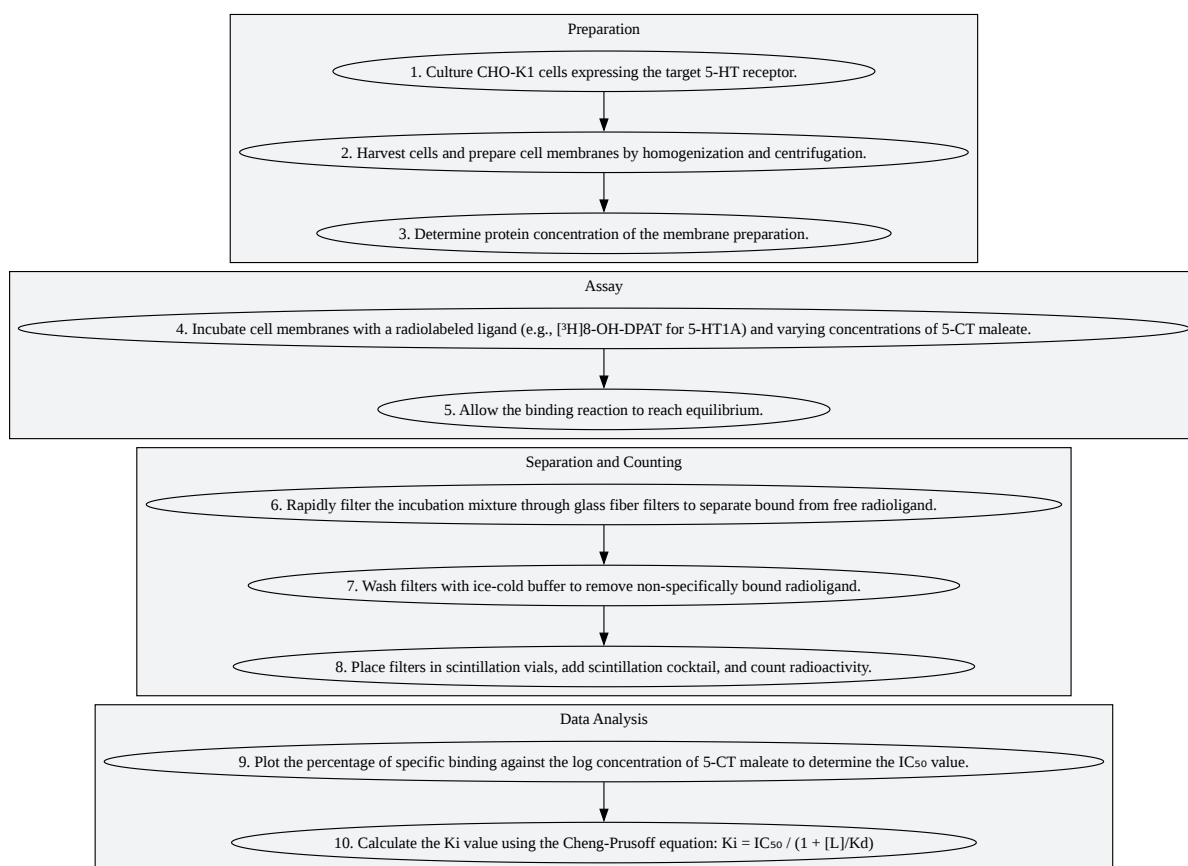 Preparation
1. Culture CHO-K1 cells expressing the target 5-HT receptor.
2. Harvest cells and prepare cell membranes by homogenization and centrifugation.
3. Determine protein concentration of the membrane preparation.
Assay
4. Incubate cell membranes with a radiolabeled ligand (e.g., [³H]8-OH-DPAT for 5-HT1A) and varying concentrations of 5-CT maleate.
5. Allow the binding reaction to reach equilibrium.
Separation and Counting
6. Rapidly filter the incubation mixture through glass fiber filters to separate bound from free radioligand.
7. Wash filters with ice-cold buffer to remove non-specifically bound radioligand.
8. Place filters in scintillation vials, add scintillation cocktail, and count radioactivity.
Data Analysis
9. Plot the percentage of specific binding against the log concentration of 5-CT maleate to determine the IC₅₀ value.
10. Calculate the Ki value using the Cheng-Prusoff equation: Ki = IC₅₀ / (1 + [L]/Kd)